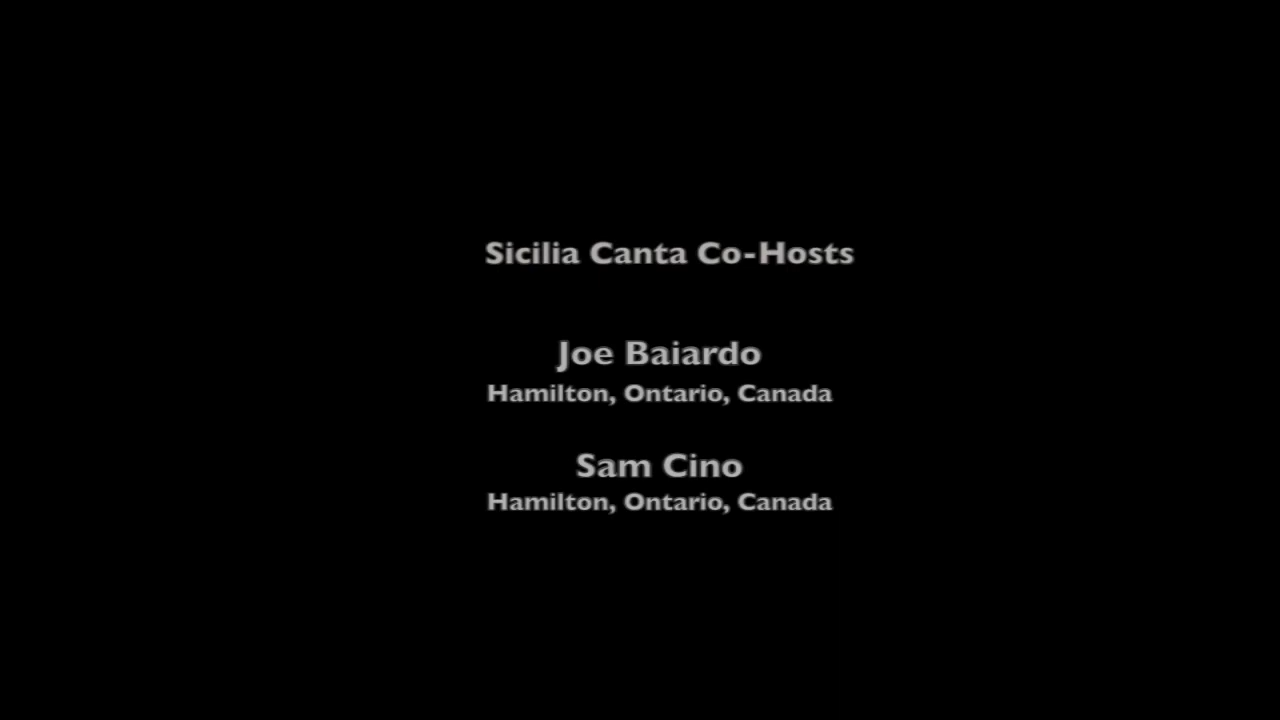 Sicilia Canta Co-Hosts
Joe Baiardo
Hamilton, Ontario, Canada
Sam Cino
Hamilton, Ontario, Canada